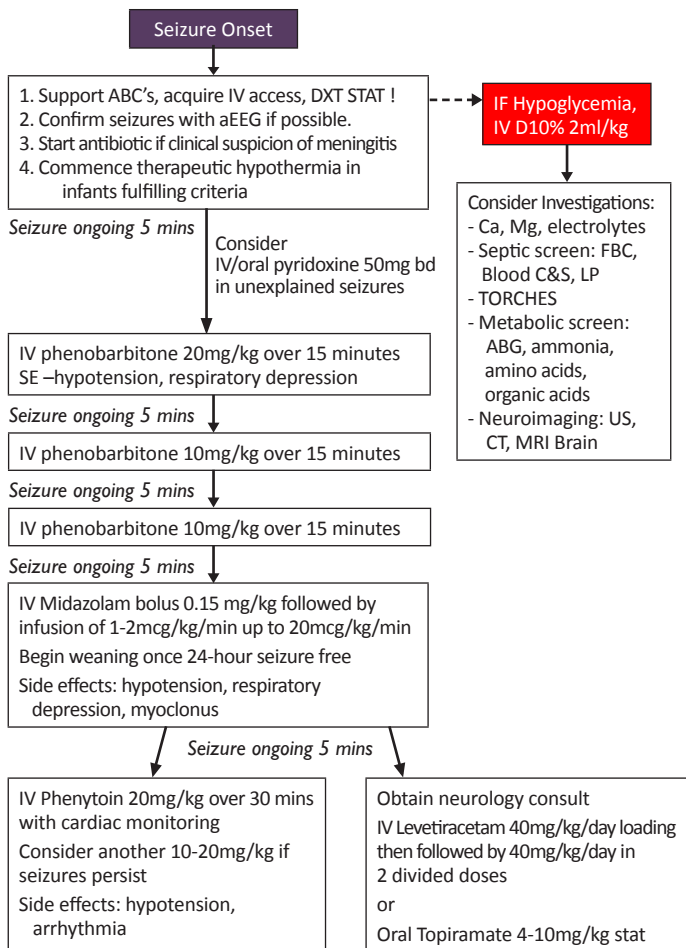 Seizure Onset
1. Support ABC's, acquire IV access, DXT STAT !
2. Confirm seizures with aEEG if possible.
3. Start antibiotic if clinical suspicion of meningitis
4. Commence therapeutic hypothermia in
infants fulfilling criteria
IF Hypoglycemia,
IV D10% 2ml/kg
Consider Investigations:
- Ca, Mg, electrolytes
- Septic screen: FBC,
Blood C&S, LP
- TORCHES
- Metabolic screen:
ABG, ammonia,
amino acids,
organic acids
- Neuroimaging: US,
CT, MRI Brain
Seizure ongoing 5 mins
Consider
IV/oral pyridoxine 50mg bd
in unexplained seizures
IV phenobarbitone 20mg/kg over 15 minutes
SE –hypotension, respiratory depression
Seizure ongoing 5 mins
IV phenobarbitone 10mg/kg over 15 minutes
Seizure ongoing 5 mins
IV phenobarbitone 10mg/kg over 15 minutes
Seizure ongoing 5 mins
IV Midazolam bolus 0.15 mg/kg followed by
infusion of 1-2mcg/kg/min up to 20mcg/kg/min
Begin weaning once 24-hour seizure free
Side effects: hypotension, respiratory
depression, myoclonus
Seizure ongoing 5 mins
IV Phenytoin 20mg/kg over 30 mins
with cardiac monitoring
Consider another 10-20mg/kg if
seizures persist
Side effects: hypotension,
arrhythmia
Obtain neurology consult
IV Levetiracetam 40mg/kg/day loading
then followed by 40mg/kg/day in
2 divided doses
or
Oral Topiramate 4-10mg/kg stat